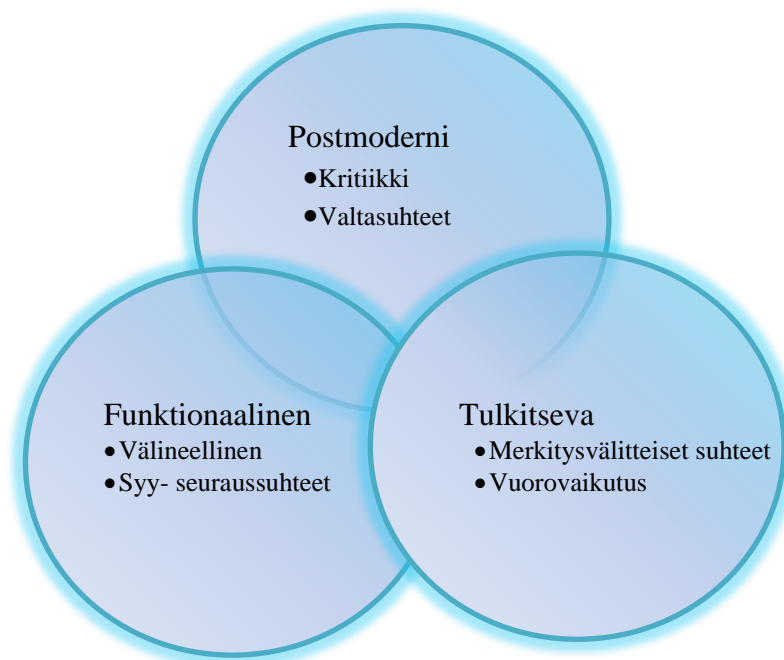 Postmoderni
•Kritiikki
•Valtasuhteet
Funktionaalinen
•Välineellinen
•Syy- seuraussuhteet
Tulkitseva
•Merkitysvälitteiset suhteet
•Vuorovaikutus